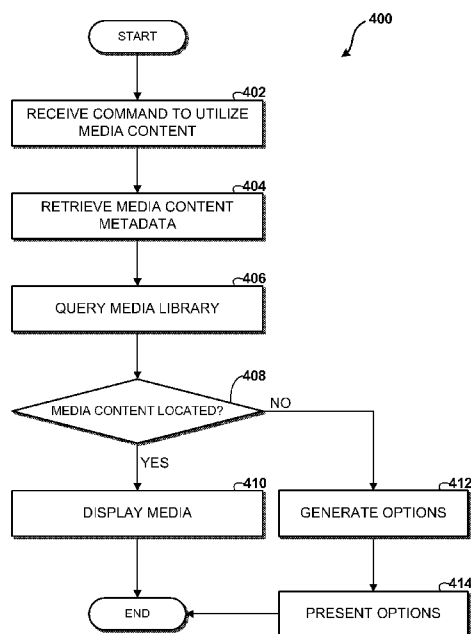 START
400
402
RECEIVE COMMAND TO UTILIZE
MEDIA CONTENT
404
RETRIEVE MEDIA CONTENT
METADATA
406
QUERY MEDIA LIBRARY
408
MEDIA CONTENT LOCATED?
NO
YES
410
DISPLAY MEDIA
412
GENERATE OPTIONS
414
PRESENT OPTIONS
END